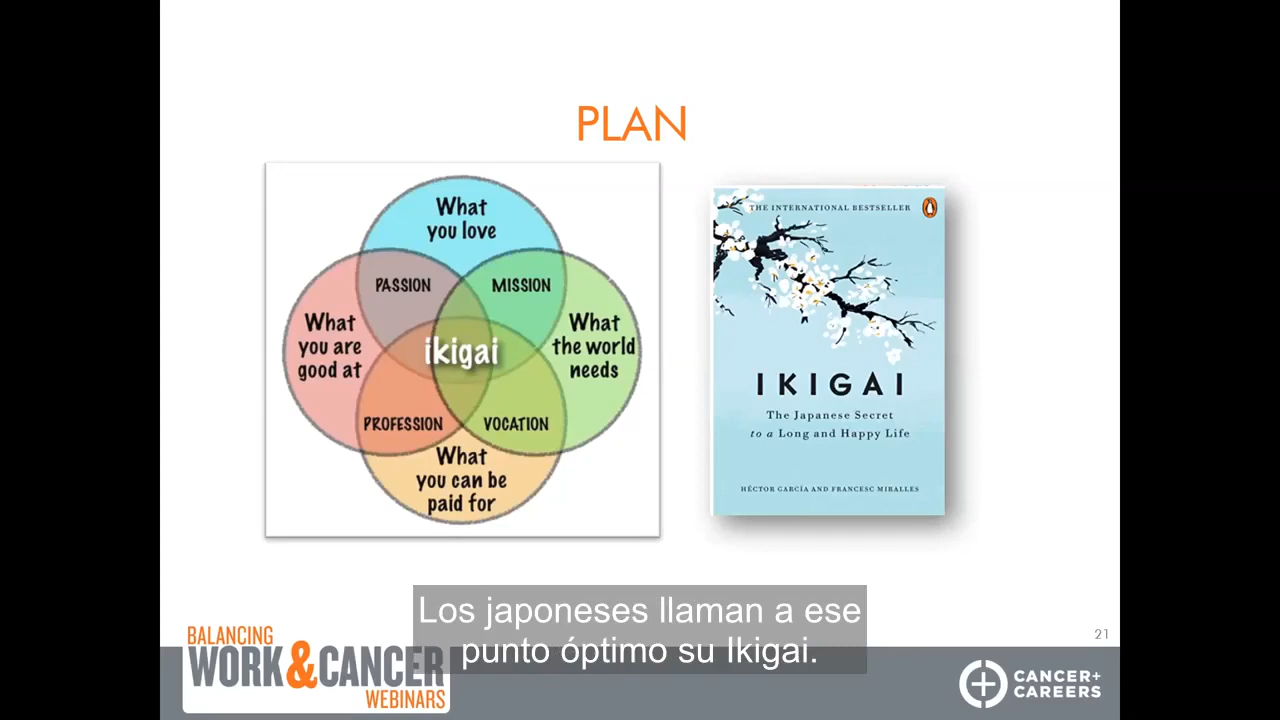 PLAN
What
you love
PASSION
MISSION
What
you are
good at
ikigai
What
the world
needs
PROFESSION
VOCATION
What
you can be
paid for
THE INTERNATIONAL BESTSELLER
IKIGAI
The Japanese Secret
to a Long and Happy Life
HÉCTOR GARCÍA AND FRANCESC MIRALLES
Los japoneses llaman a ese
punto óptimo su Ikigai.
BALANCING
WORK & CANCER
WEBINARS
21
CANCER+
CAREERS